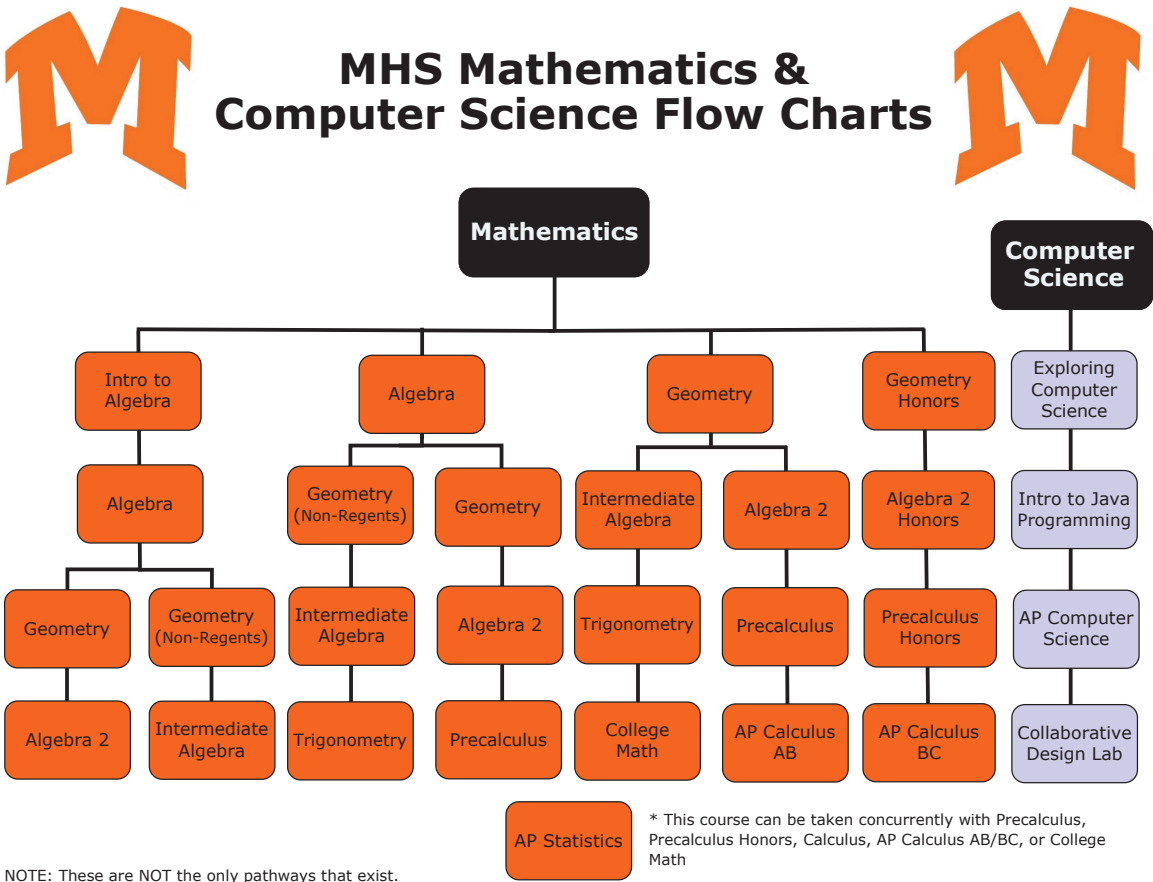 M
M
MHS Mathematics &
Computer Science Flow Charts
Mathematics
Computer
Science
Intro to
Algebra
Algebra
Geometry
Geometry
Honors
Exploring
Computer
Science
Algebra
Geometry
(Non-Regents)
Geometry
Intermediate
Algebra
Algebra 2
Algebra 2
Honors
Intro to Java
Programming
Geometry
Geometry
(Non-Regents)
Intermediate
Algebra
Algebra 2
Trigonometry
Precalculus
Precalculus
Honors
AP Computer
Science
Algebra 2
Intermediate
Algebra
Trigonometry
Precalculus
College
Math
AP Calculus
AB
AP Calculus
BC
Collaborative
Design Lab
AP Statistics
* This course can be taken concurrently with Precalculus,
Precalculus Honors, Calculus, AP Calculus AB/BC, or College
Math
NOTE: These are NOT the only pathways that exist.